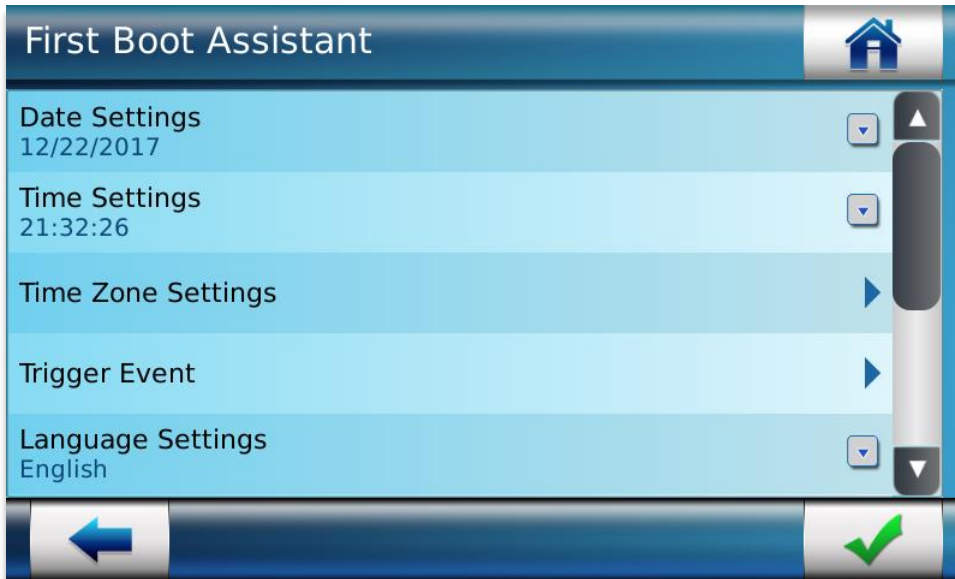 First Boot Assistant
Date Settings
12/22/2017
Time Settings
21:32:26
Time Zone Settings
Trigger Event
Language Settings
English